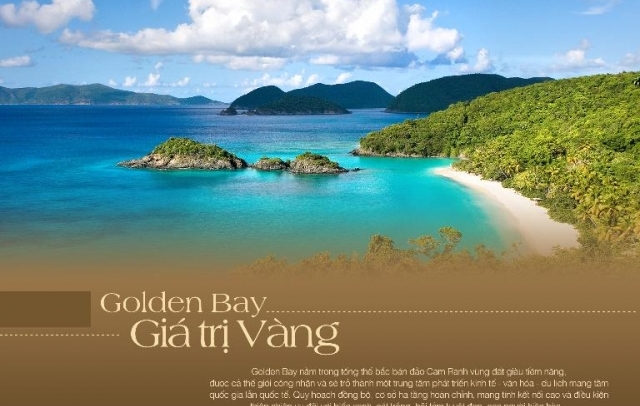 Golden Bay
Giá trị Vàng
Golden Bay nằm trong tổng thể bắc bán đảo Cam Ranh vùng đất giàu tiềm năng,
được cả thế giới công nhận và sẽ trở thành một trung tâm phát triển kinh tế - văn hóa - du lịch mang tầm
quốc gia lẫn quốc tế. Quy hoạch đồng bộ, cơ sở hạ tầng hoàn chỉnh, mang tính kết nối cao và điều kiện